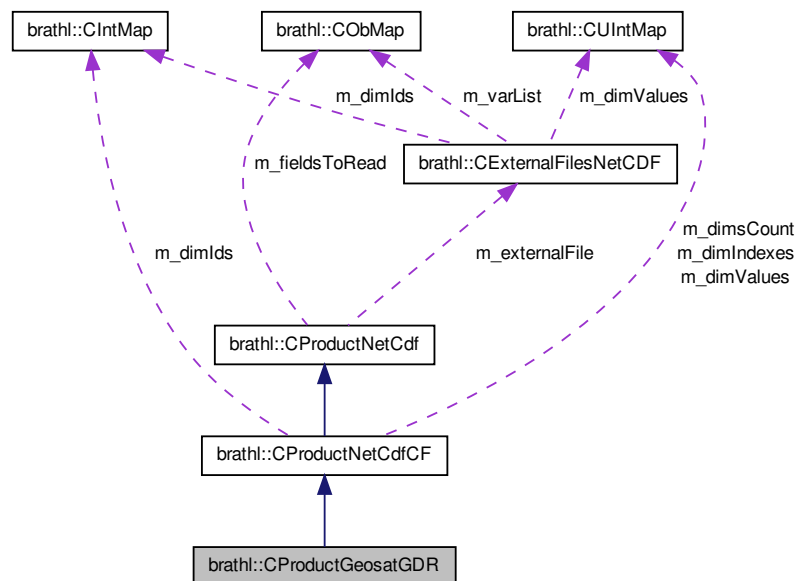 brathl::CIntMap
brathl::CObMap
brathl::CUIntMap
m_dimIds
m_varList
m_dimValues
m_fieldsToRead
brathl::CExternalFilesNetCDF
m_dimIds
m_externalFile
m_dimsCount
m_dimIndexes
m_dimValues
brathl::CProductNetCdf
brathl::CProductNetCdfCF
brathl::CProductGeosatGDR